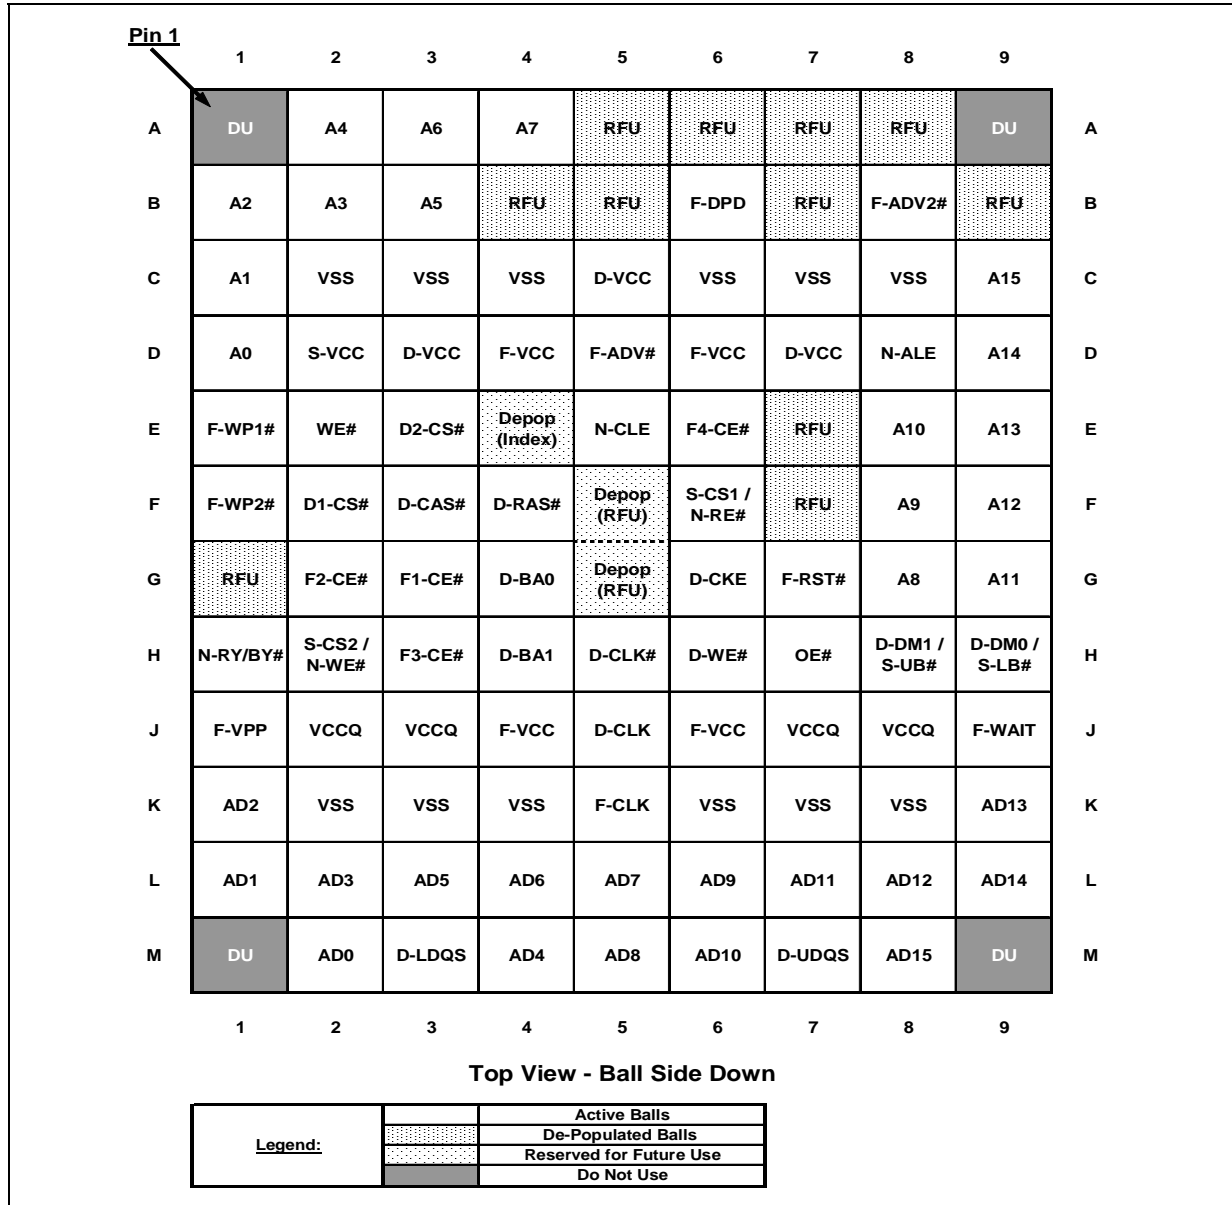 Pin 1
1 2 3 4 5 6 7 8 9
A DU A4 A6 A7 RFU RFU RFU RFU DU A
B A2 A3 A5 RFU RFU F-DPD RFU F-ADV2# RFU B
C A1 VSS VSS VSS D-VCC VSS VSS VSS A15 C
D A0 S-VCC D-VCC F-VCC F-ADV# F-VCC D-VCC N-ALE A14 D
E F-WP1# WE# D2-CS# Depop (Index) N-CLE F4-CE# RFU A10 A13 E
F F-WP2# D1-CS# D-CAS# D-RAS# Depop (RFU) S-CS1 / N-RE# RFU A9 A12 F
G RFU F2-CE# F1-CE# D-BA0 Depop (RFU) D-CKE F-RST# A8 A11 G
H N-RY/BY# S-CS2 / N-WE# F3-CE# D-BA1 D-CLK# D-WE# OE# D-DM1 / S-UB# D-DM0 / S-LB# H
J F-VPP VCCQ VCCQ F-VCC D-CLK F-VCC VCCQ VCCQ F-WAIT J
K AD2 VSS VSS VSS F-CLK VSS VSS VSS AD13 K
L AD1 AD3 AD5 AD6 AD7 AD9 AD11 AD12 AD14 L
M DU AD0 D-LDQS AD4 AD8 AD10 D-UDQS AD15 DU M
1 2 3 4 5 6 7 8 9
Top View - Ball Side Down
Legend:
Active Balls
De-Populated Balls
Reserved for Future Use
Do Not Use